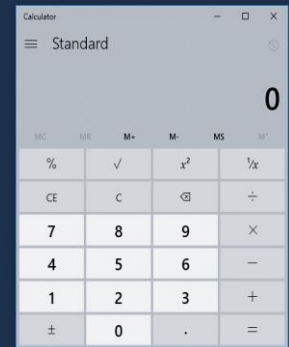 Calculator
Standard
0
MC MR M+ M- MS M˅
% √ x² ¹/x
CE C ÷
7 8 9 ×
4 5 6 −
1 2 3 +
± 0 . =